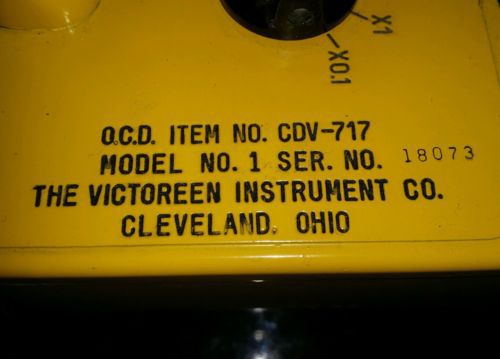 X1
X0.1
O.C.D. ITEM NO. CDV-717
MODEL NO. 1 SER. NO. 18073
THE VICTOREEN INSTRUMENT CO.
CLEVELAND, OHIO